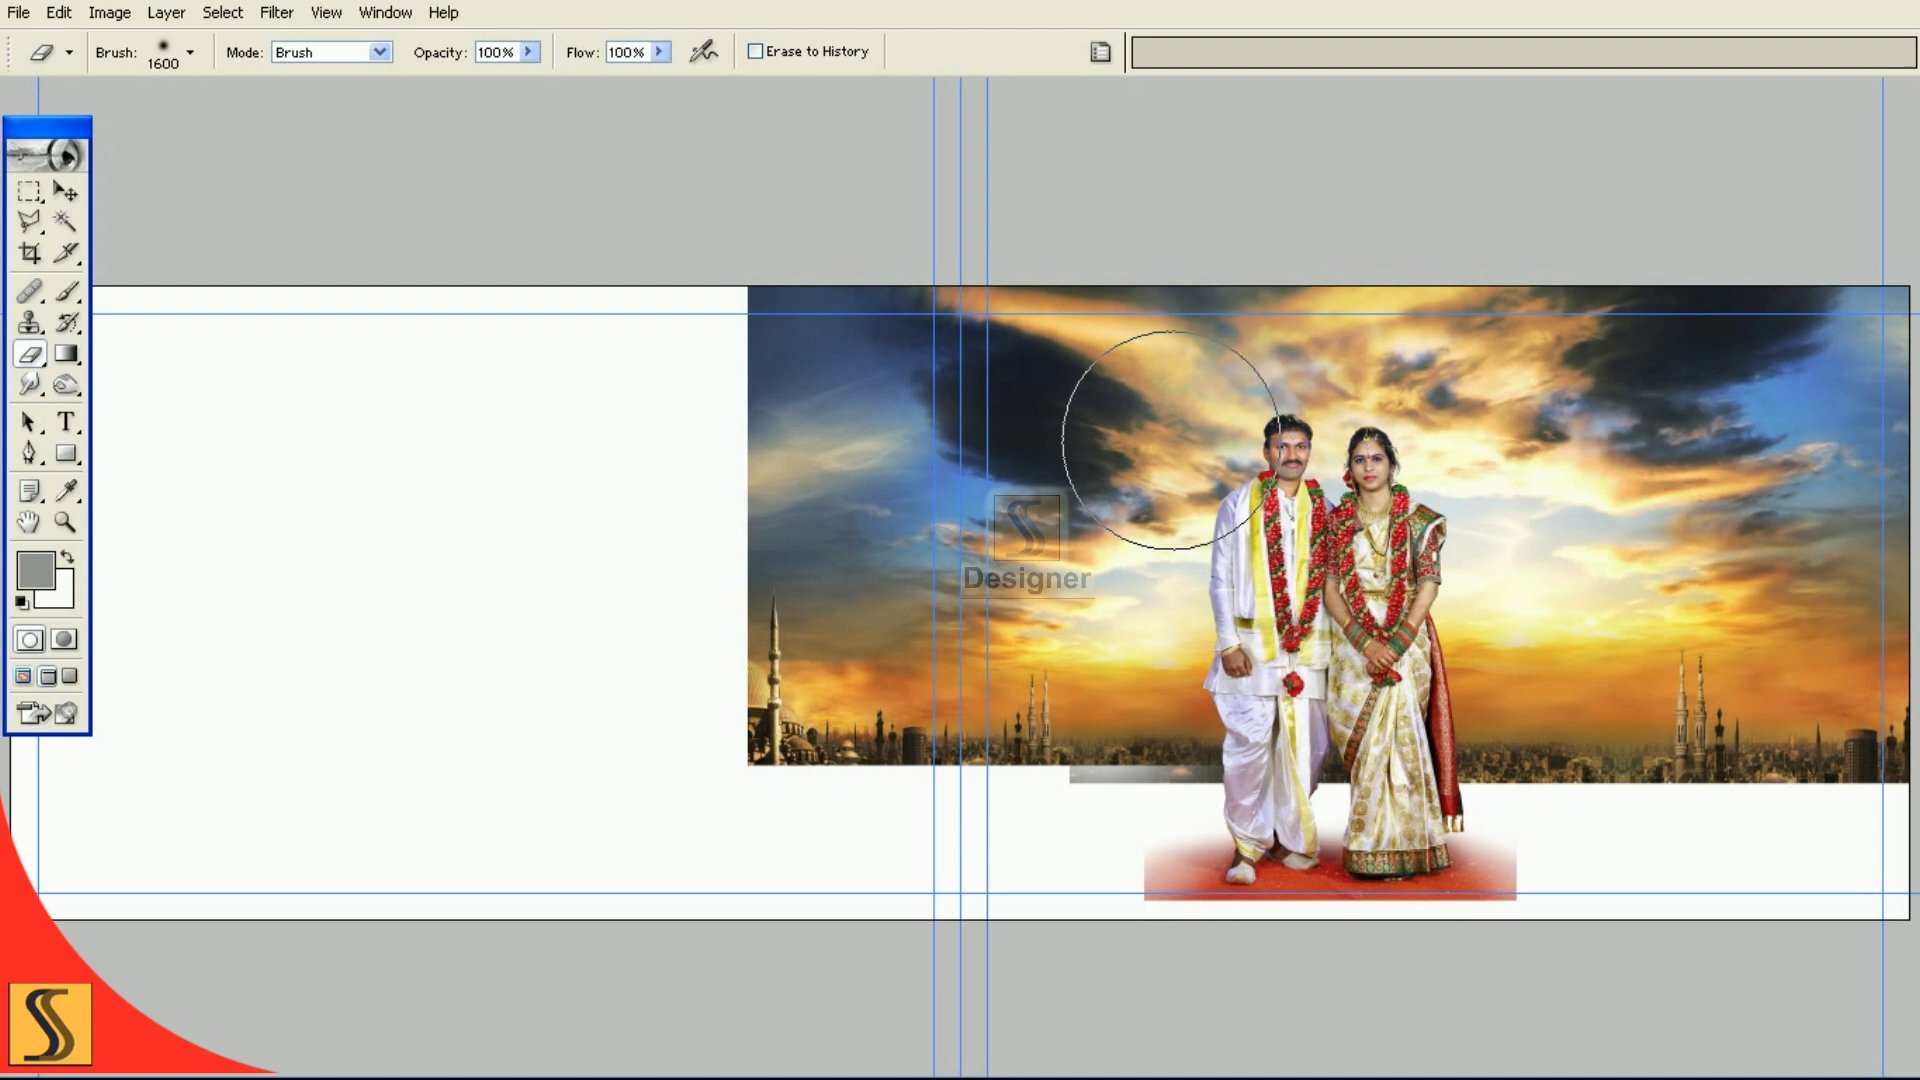 File Edit Image Layer Select Filter View Window Help
Brush: 1600 Mode: Brush Opacity: 100% Flow: 100% Erase to History
T
S
Designer
S